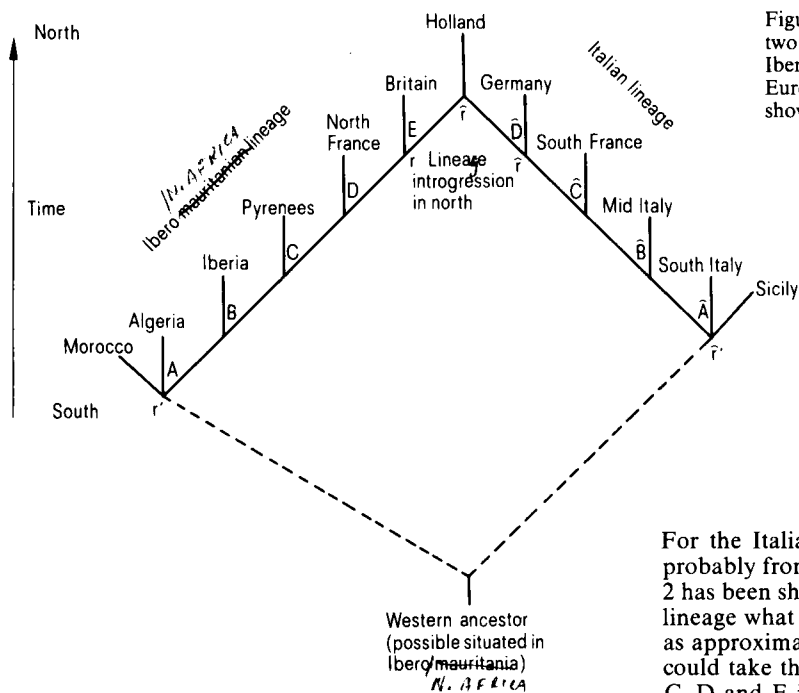 North
Time
South
Holland
Britain
Germany
North
France
South France
Pyrenees
Mid Italy
Iberia
South Italy
Sicily
Algeria
Morocco
N. AFRICA
Ibero mauritanian lineage
Italian lineage
Lineage
introgression
in north
A
B
C
D
E
r
r̂
r̂
D̂
Ĉ
B̂
Â
r'
r̂'
Western ancestor
(possible situated in
Ibero/mauritania)
N. AFRICA
Figu
two
Iber
Euro
show
For the Italia
probably from
2 has been sh
lineage what
as approxima
could take th
C, D and E i